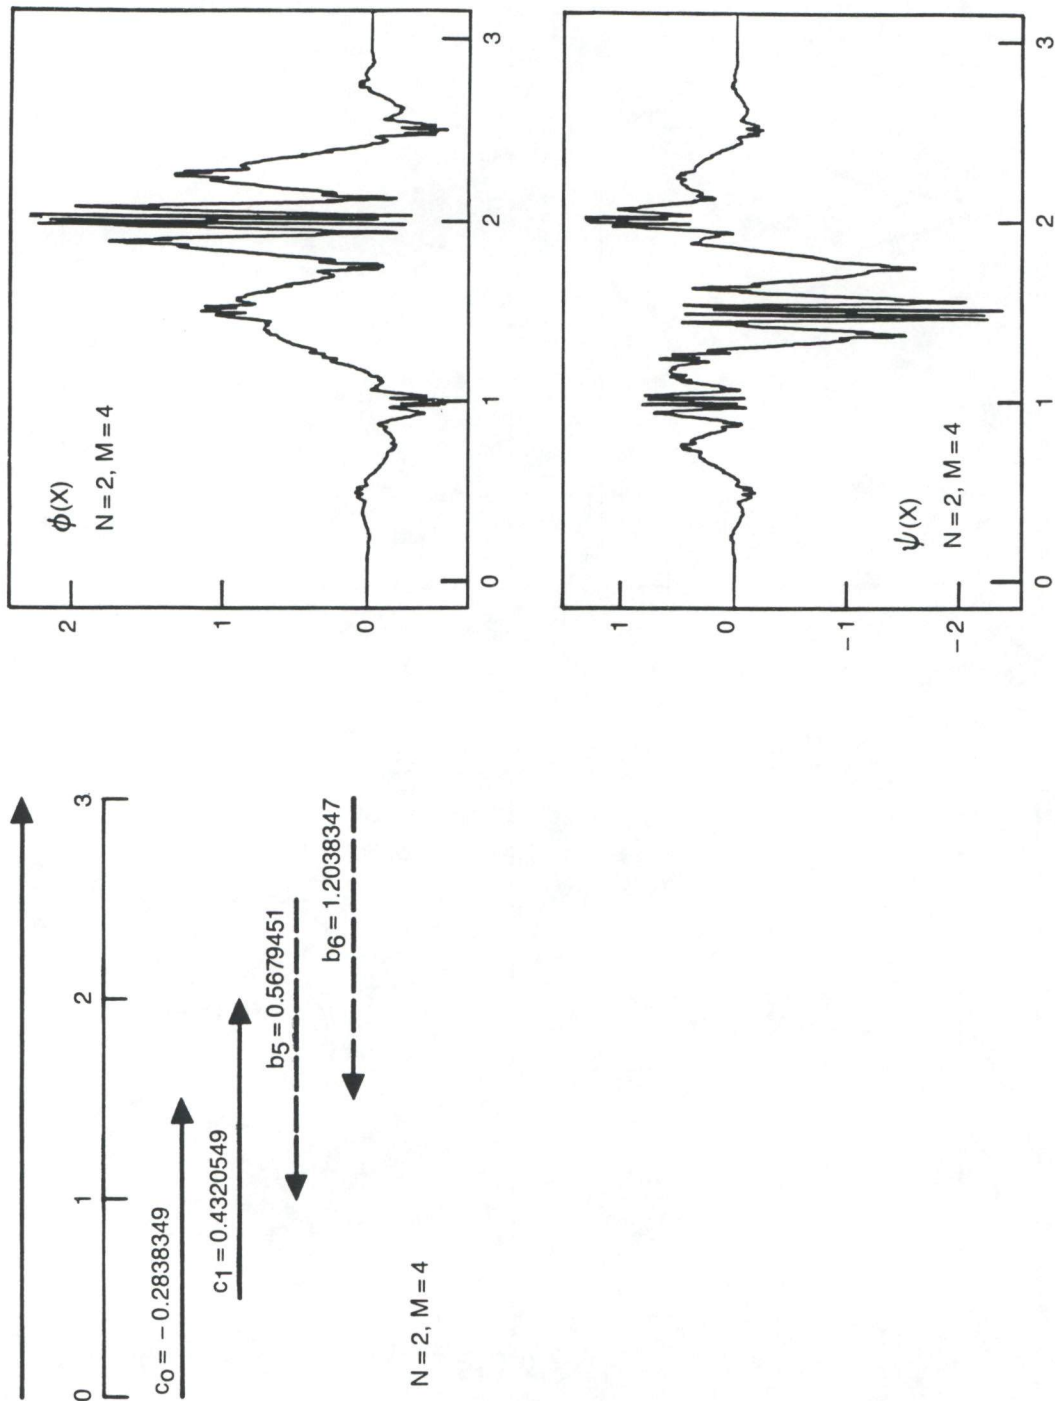 0 1 2 3
c0 = - 0.2838349
c1 = 0.4320549
b5 = 0.5679451
b6 = 1.2038347
N = 2, M = 4
2
1
0
ϕ(X)
N = 2, M = 4
0 1 2 3
1
0
- 1
- 2
ψ(X)
N = 2, M = 4
0 1 2 3